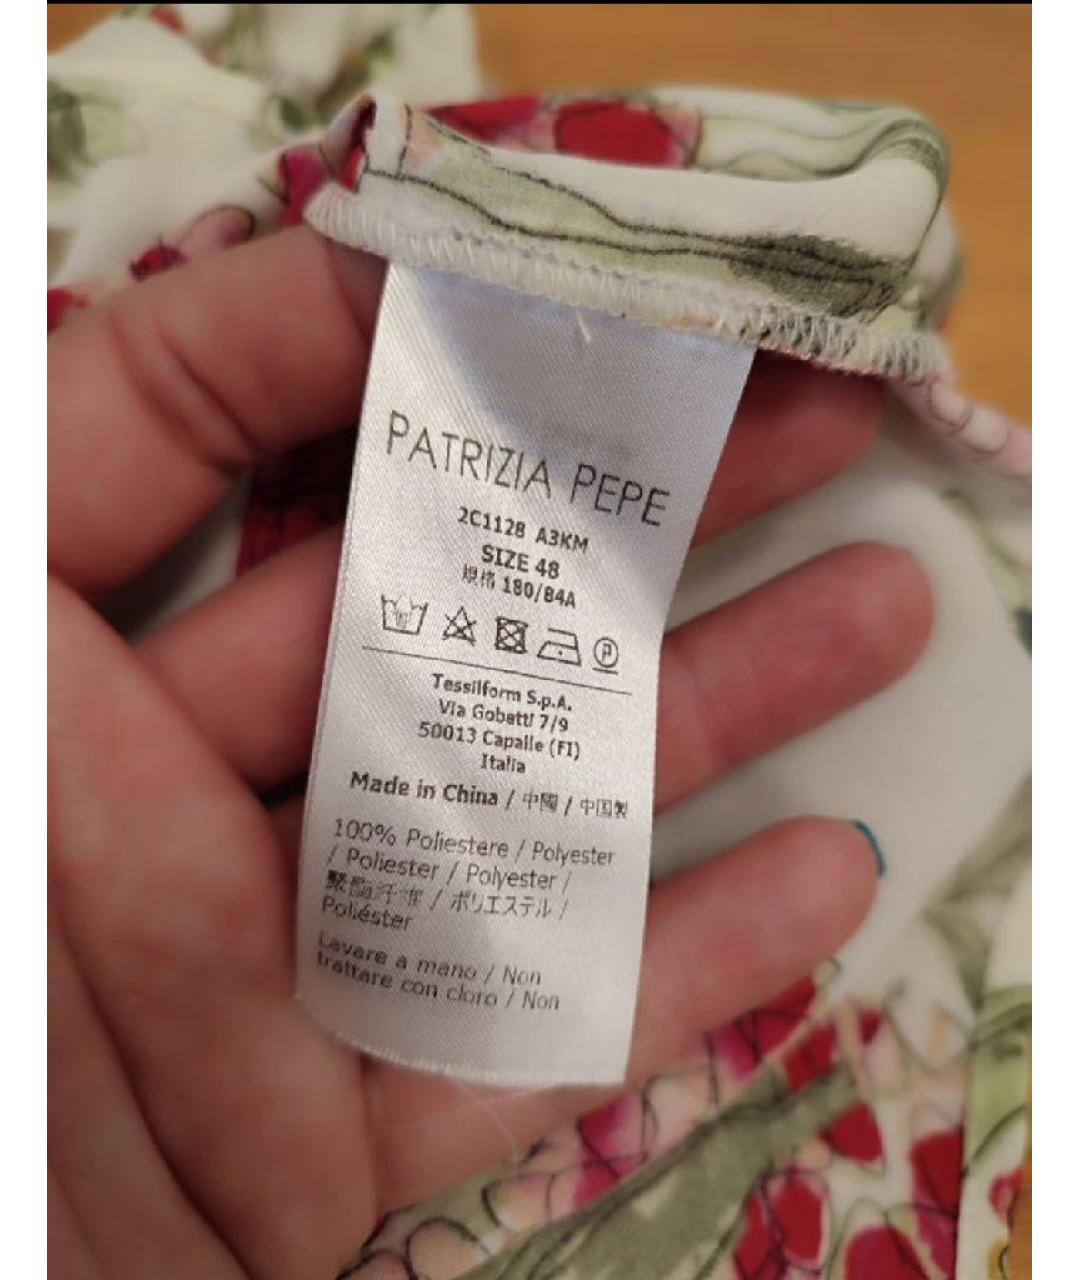 PATRIZIA PEPE
2C1128 A3KM
SIZE 48
規格 180/84A
P
Tessilform S.p.A.
Via Gobetti 7/9
50013 Capalle (FI)
Italia
Made in China / 中國 / 中国製
100% Poliestere / Polyester
/ Poliester / Polyester /
聚酯纤维 / ポリエステル /
Poliéster
Lavare a mano / Non
trattare con cloro / Non